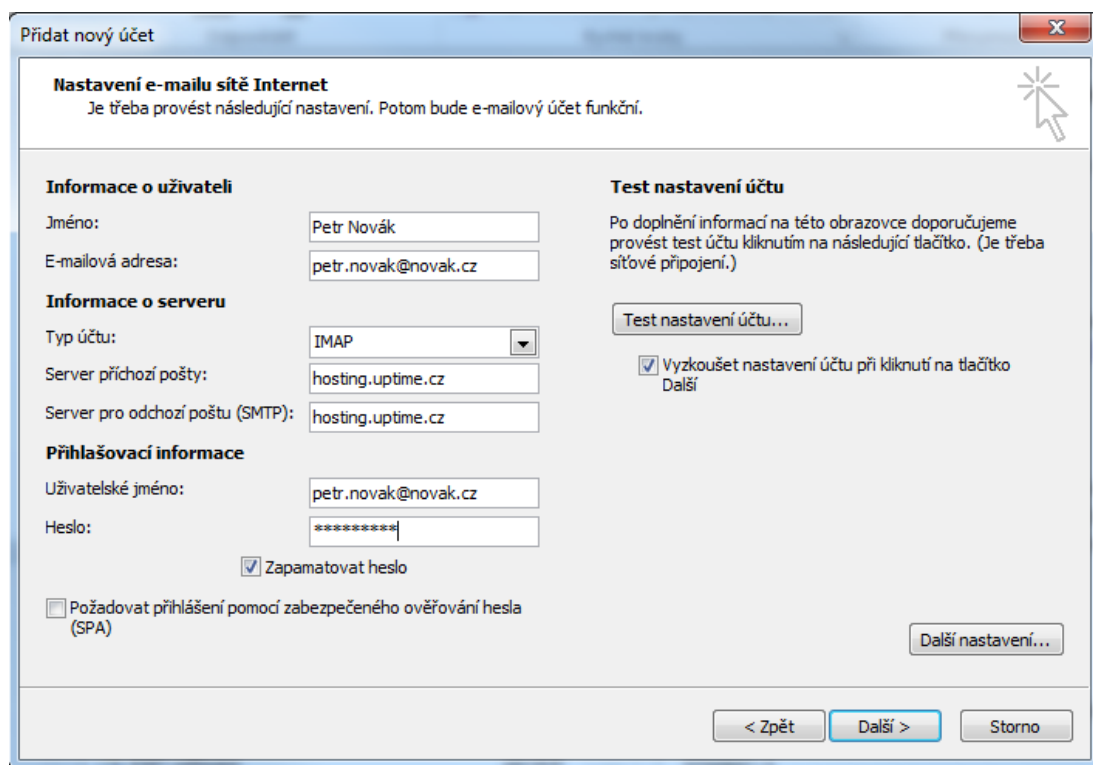 Přidat nový účet
Nastavení e-mailu sítě Internet
Je třeba provést následující nastavení. Potom bude e-mailový účet funkční.
Informace o uživateli
Jméno:
Petr Novák
E-mailová adresa:
petr.novak@novak.cz
Informace o serveru
Typ účtu:
IMAP
Server příchozí pošty:
hosting.uptime.cz
Server pro odchozí poštu (SMTP):
hosting.uptime.cz
Přihlašovací informace
Uživatelské jméno:
petr.novak@novak.cz
Heslo:
*********
Zapamatovat heslo
Požadovat přihlášení pomocí zabezpečeného ověřování hesla
(SPA)
Test nastavení účtu
Po doplnění informací na této obrazovce doporučujeme
provést test účtu kliknutím na následující tlačítko. (Je třeba
síťové připojení.)
Test nastavení účtu...
Vyzkoušet nastavení účtu při kliknutí na tlačítko
Další
Další nastavení...
< Zpět
Další >
Storno